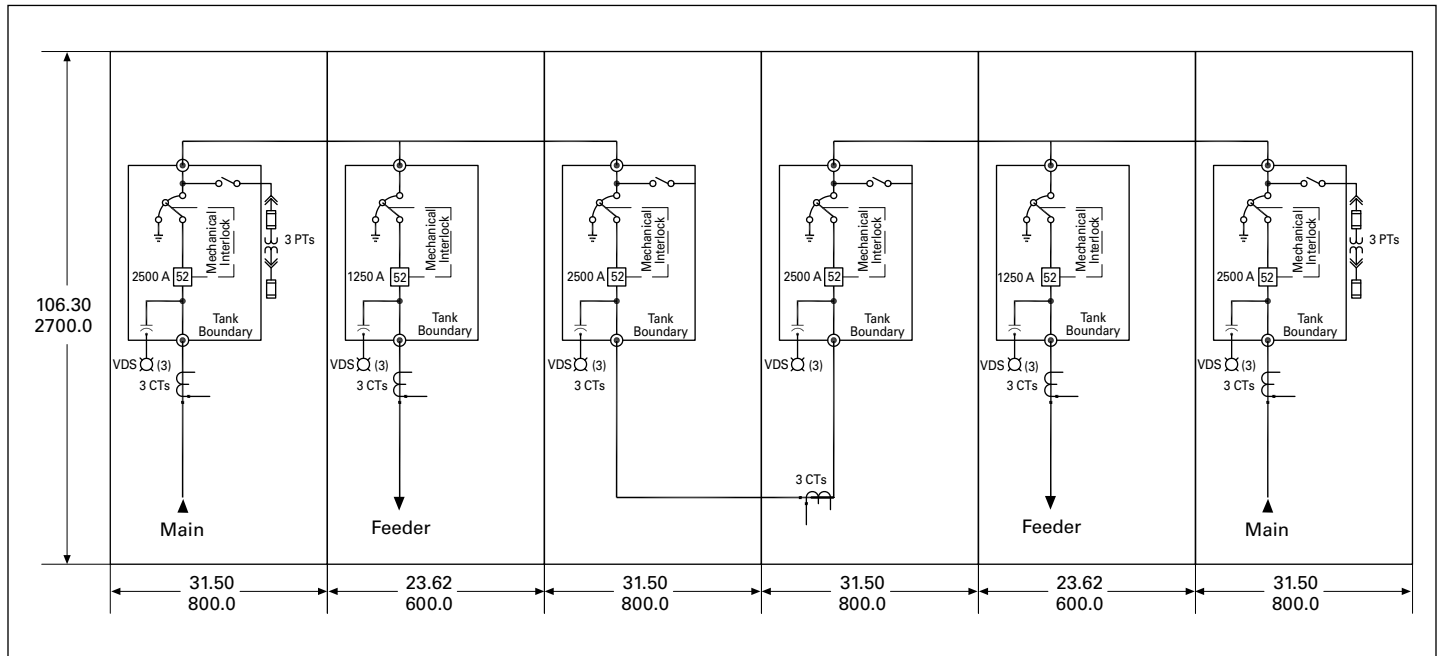 106.30
2700.0
2500 A
52
Mechanical
Interlock
3 PTs
Tank
Boundary
VDS
(3)
3 CTs
Main
1250 A
52
Mechanical
Interlock
Tank
Boundary
VDS
(3)
3 CTs
Feeder
2500 A
52
Mechanical
Interlock
Tank
Boundary
VDS
(3)
3 CTs
2500 A
52
Mechanical
Interlock
Tank
Boundary
VDS
(3)
3 CTs
1250 A
52
Mechanical
Interlock
Tank
Boundary
VDS
(3)
3 CTs
Feeder
2500 A
52
Mechanical
Interlock
3 PTs
Tank
Boundary
VDS
(3)
3 CTs
Main
31.50
800.0
23.62
600.0
31.50
800.0
31.50
800.0
23.62
600.0
31.50
800.0